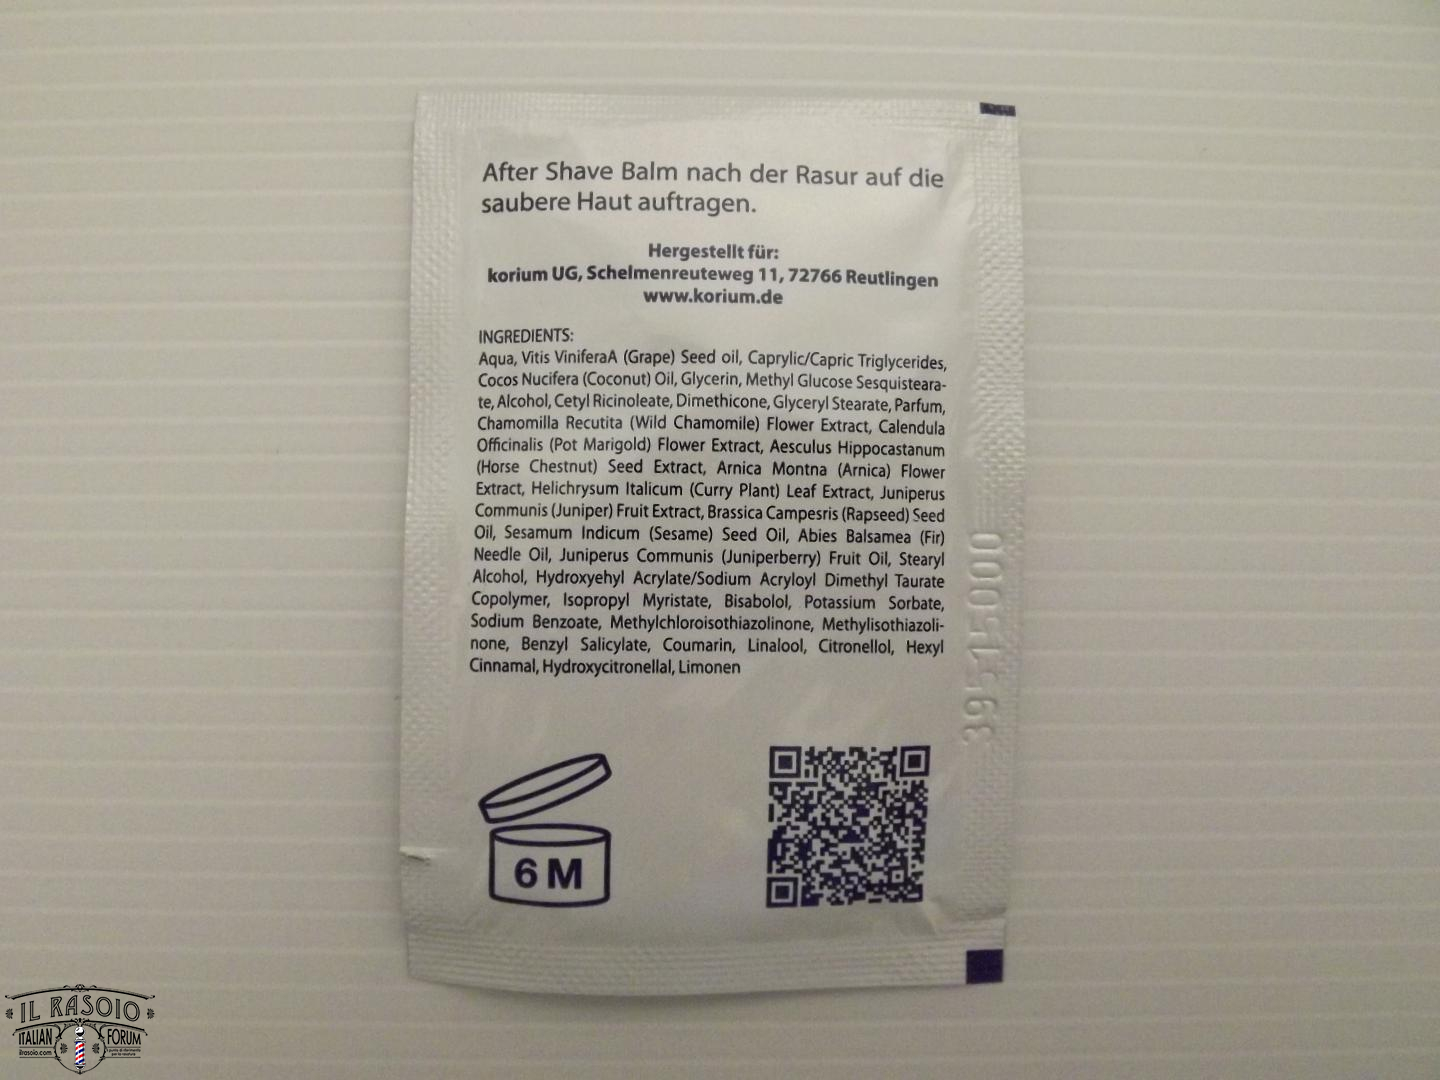 After Shave Balm nach der Rasur auf die
saubere Haut auftragen.
Hergestellt für:
korium UG, Schelmenreuteweg 11, 72766 Reutlingen
www.korium.de
INGREDIENTS:
Aqua, Vitis ViniferaA (Grape) Seed oil, Caprylic/Capric Triglycerides,
Cocos Nucifera (Coconut) Oil, Glycerin, Methyl Glucose Sesquisteara-
te, Alcohol, Cetyl Ricinoleate, Dimethicone, Glyceryl Stearate, Parfum,
Chamomilla Recutita (Wild Chamomile) Flower Extract, Calendula
Officinalis (Pot Marigold) Flower Extract, Aesculus Hippocastanum
(Horse Chestnut) Seed Extract, Arnica Montna (Arnica) Flower
Extract, Helichrysum Italicum (Curry Plant) Leaf Extract, Juniperus
Communis (Juniper) Fruit Extract, Brassica Campesris (Rapseed) Seed
Oil, Sesamum Indicum (Sesame) Seed Oil, Abies Balsamea (Fir)
Needle Oil, Juniperus Communis (Juniperberry) Fruit Oil, Stearyl
Alcohol, Hydroxyehyl Acrylate/Sodium Acryloyl Dimethyl Taurate
Copolymer, Isopropyl Myristate, Bisabolol, Potassium Sorbate,
Sodium Benzoate, Methylchloroisothiazolinone, Methylisothiazoli-
none, Benzyl Salicylate, Coumarin, Linalool, Citronellol, Hexyl
Cinnamal, Hydroxycitronellal, Limonen
6 M
39515000
IL RASOIO
ITALIAN FORUM
ilrasoio.com